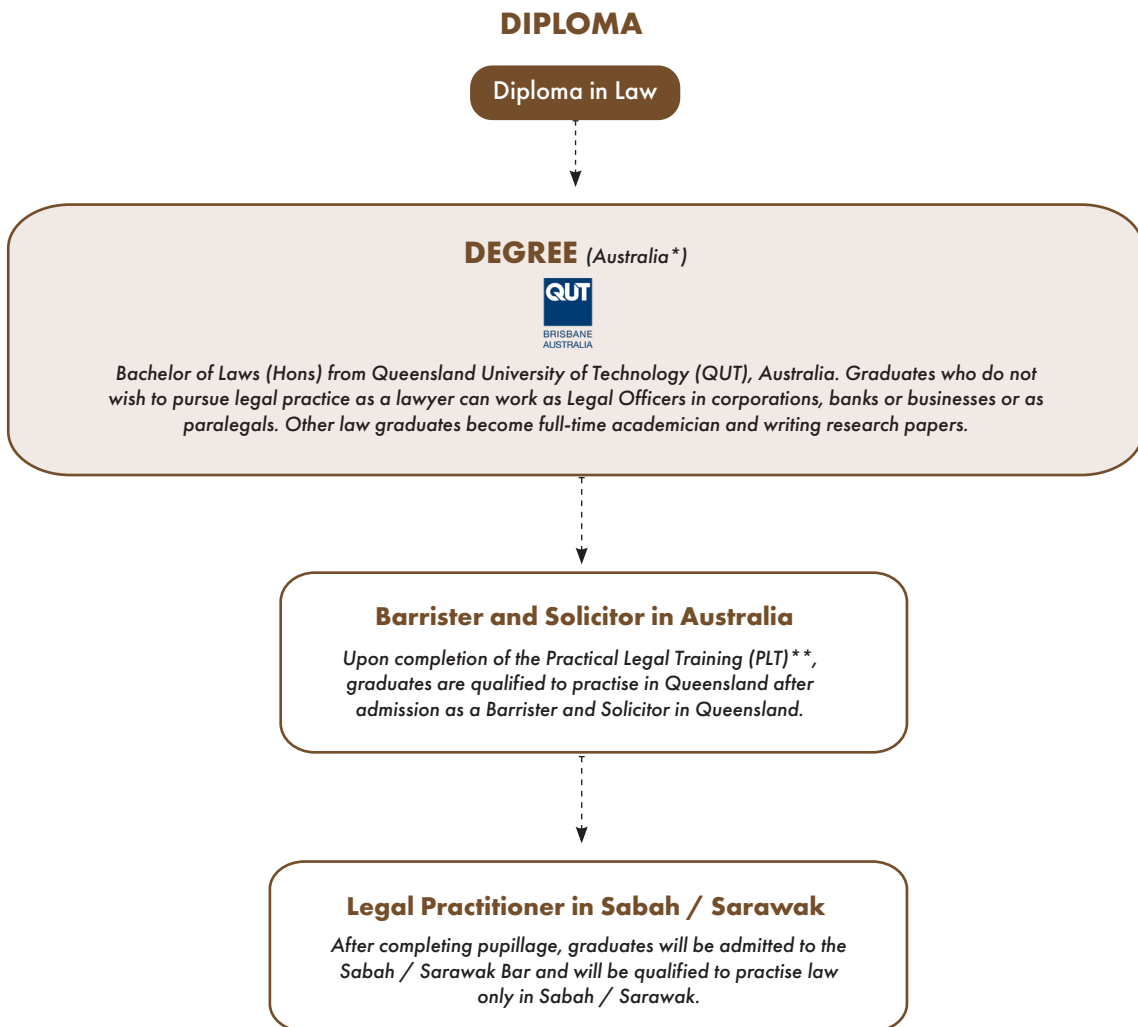 DIPLOMA
Diploma in Law
DEGREE (Australia*)
QUT
BRISBANE
AUSTRALIA
Bachelor of Laws (Hons) from Queensland University of Technology (QUT), Australia. Graduates who do not
wish to pursue legal practice as a lawyer can work as Legal Officers in corporations, banks or businesses or as
paralegals. Other law graduates become full-time academician and writing research papers.
Barrister and Solicitor in Australia
Upon completion of the Practical Legal Training (PLT)**,
graduates are qualified to practise in Queensland after
admission as a Barrister and Solicitor in Queensland.
Legal Practitioner in Sabah / Sarawak
After completing pupillage, graduates will be admitted to the
Sabah / Sarawak Bar and will be qualified to practise law
only in Sabah / Sarawak.